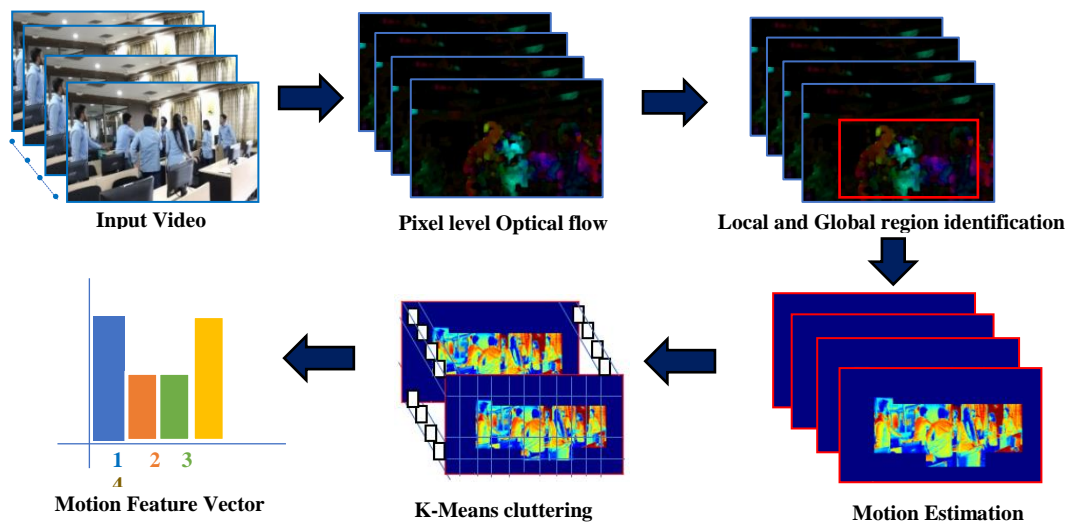 Input Video
Pixel level Optical flow
Local and Global region identification
1 2 3
4
Motion Feature Vector
K-Means cluttering
Motion Estimation